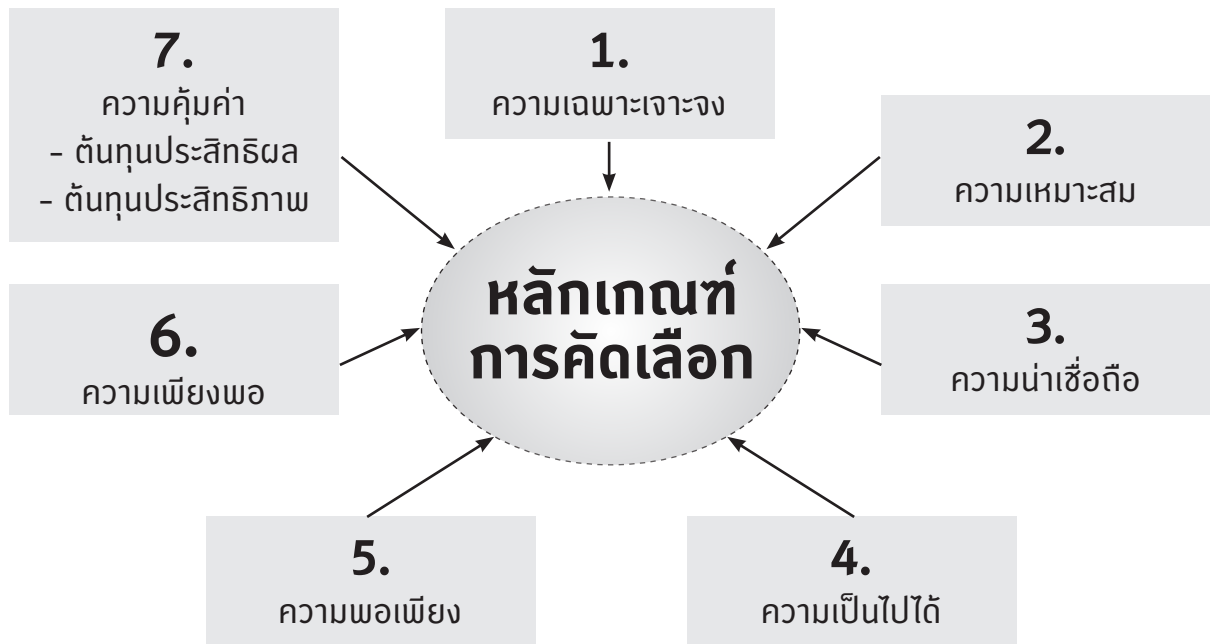 หลักเกณฑ์
การคัดเลือก
1.
ความเฉพาะเจาะจง
2.
ความเหมาะสม
3.
ความน่าเชื่อถือ
4.
ความเป็นไปได้
5.
ความพอเพียง
6.
ความเพียงพอ
7.
ความคุ้มค่า
- ต้นทุนประสิทธิผล
- ต้นทุนประสิทธิภาพ